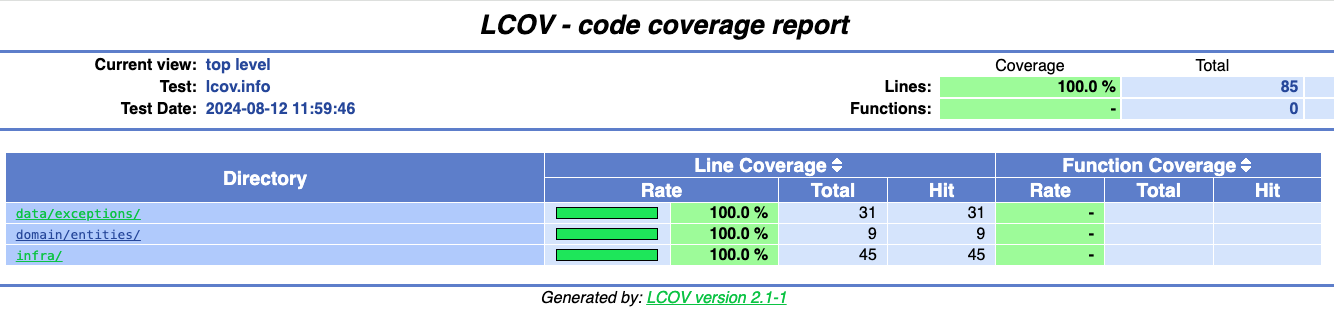 LCOV - code coverage report
Current view: top level
Coverage Total
Test: lcov.info
Lines: 100.0 % 85
Test Date: 2024-08-12 11:59:46
Functions: - 0
Directory
Line Coverage Function Coverage
Rate Total Hit Rate Total Hit
data/exceptions/ 100.0 % 31 31 -
domain/entities/ 100.0 % 9 9 -
infra/ 100.0 % 45 45 -
Generated by: LCOV version 2.1-1